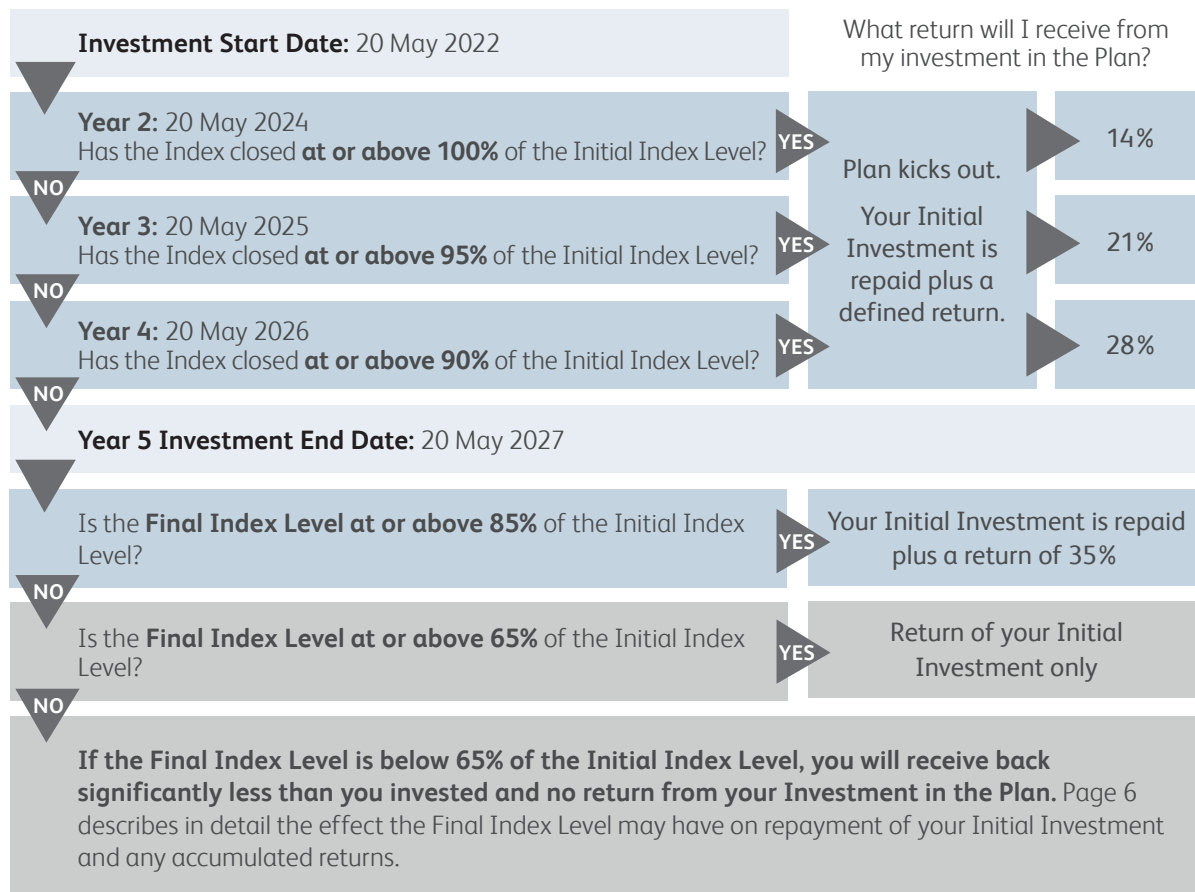 Investment Start Date: 20 May 2022
What return will I receive from
my investment in the Plan?
Year 2: 20 May 2024
Has the Index closed at or above 100% of the Initial Index Level?
YES
14%
NO
Plan kicks out.
Your Initial
Investment is
repaid plus a
defined return.
Year 3: 20 May 2025
Has the Index closed at or above 95% of the Initial Index Level?
YES
21%
NO
Year 4: 20 May 2026
Has the Index closed at or above 90% of the Initial Index Level?
YES
28%
NO
Year 5 Investment End Date: 20 May 2027
Is the Final Index Level at or above 85% of the Initial Index
Level?
YES
Your Initial Investment is repaid
plus a return of 35%
NO
Is the Final Index Level at or above 65% of the Initial Index
Level?
YES
Return of your Initial
Investment only
NO
If the Final Index Level is below 65% of the Initial Index Level, you will receive back
significantly less than you invested and no return from your Investment in the Plan. Page 6
describes in detail the effect the Final Index Level may have on repayment of your Initial Investment
and any accumulated returns.